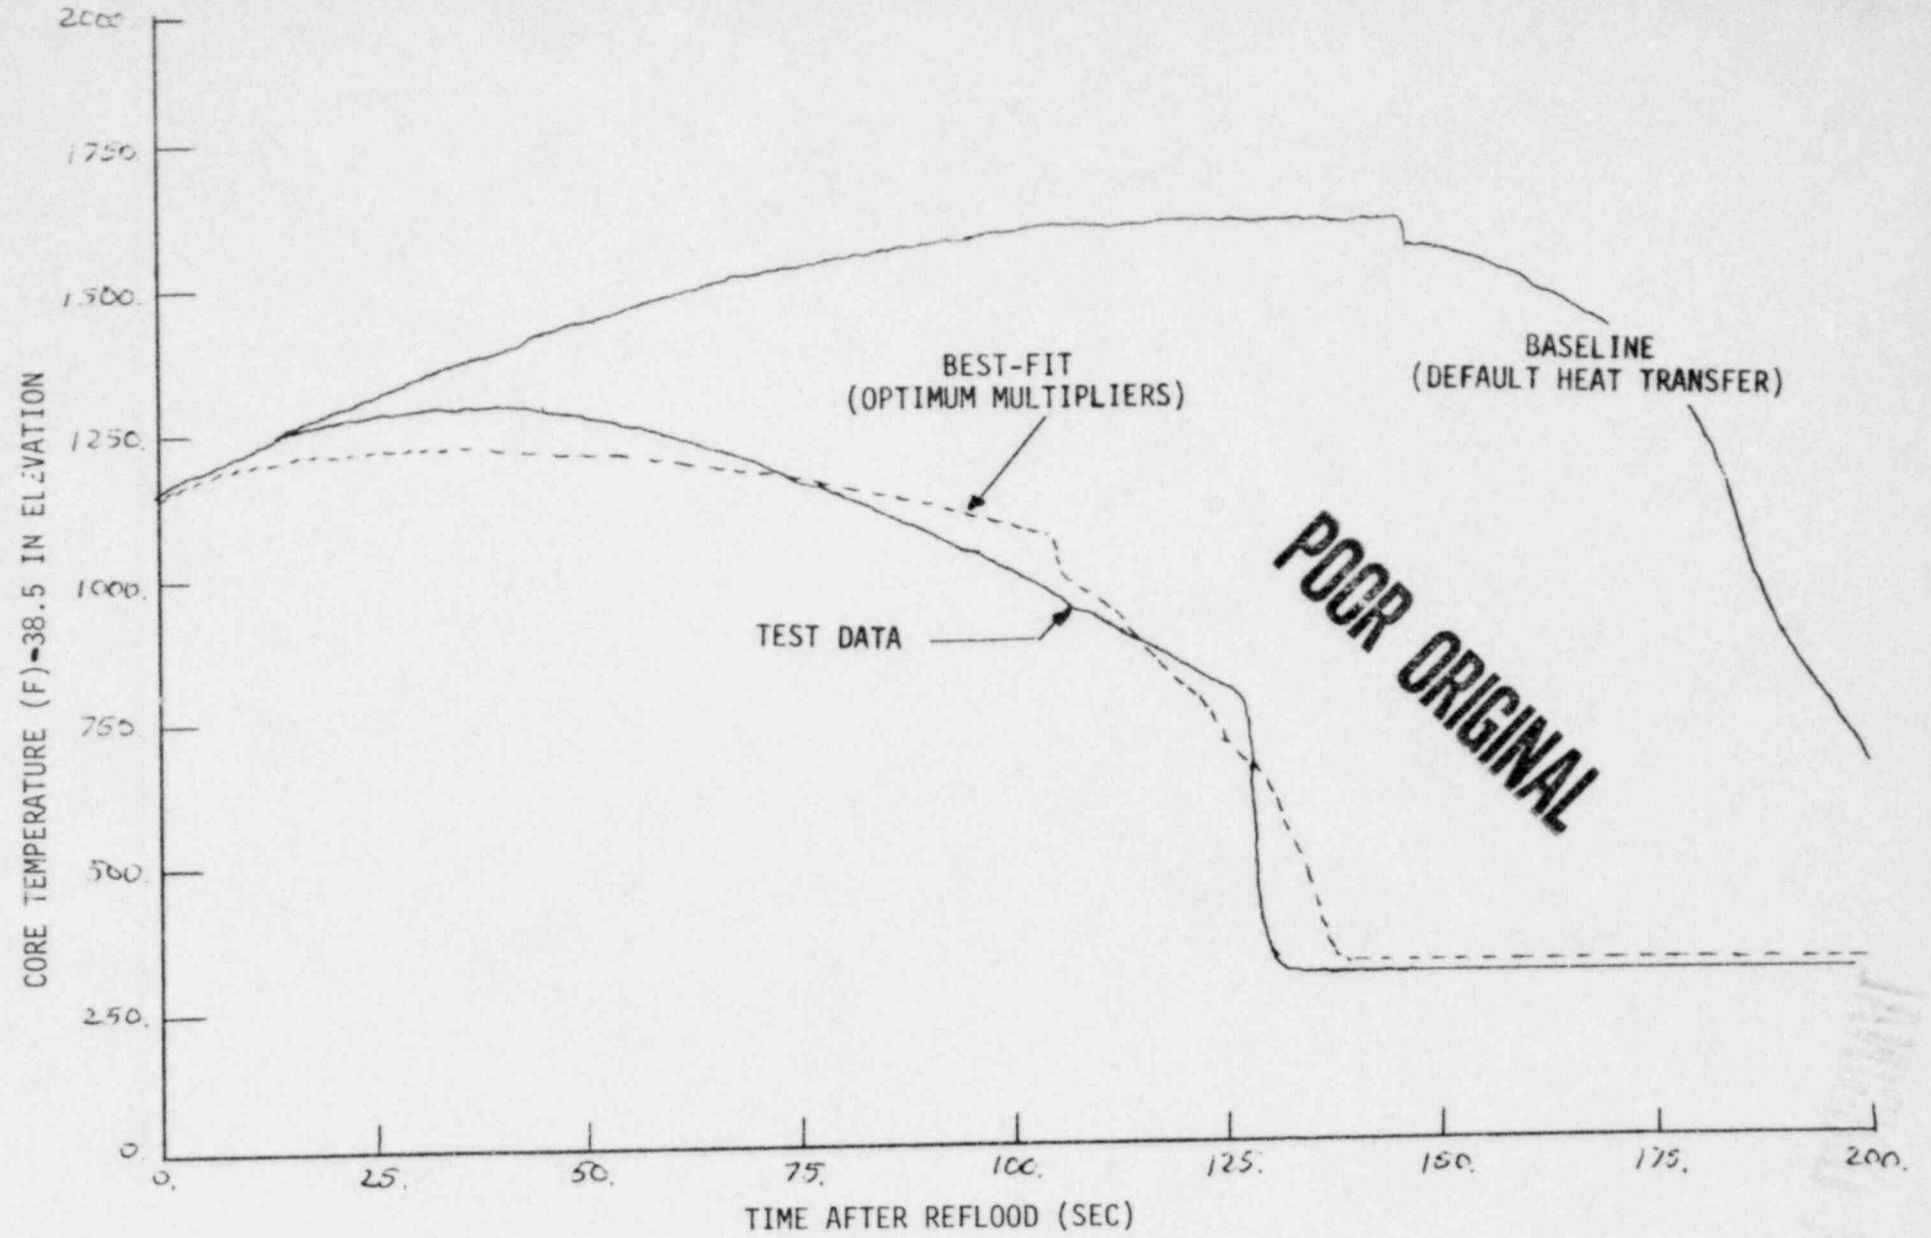 2000.
1750.
1500.
1250.
1000.
750.
500.
250.
0.
CORE TEMPERATURE (F)-38.5 IN ELEVATION
BEST-FIT
(OPTIMUM MULTIPLIERS)
BASELINE
(DEFAULT HEAT TRANSFER)
TEST DATA
POOR ORIGINAL
0. 25. 50. 75. 100. 125. 150. 175. 200.
TIME AFTER REFLOOD (SEC)